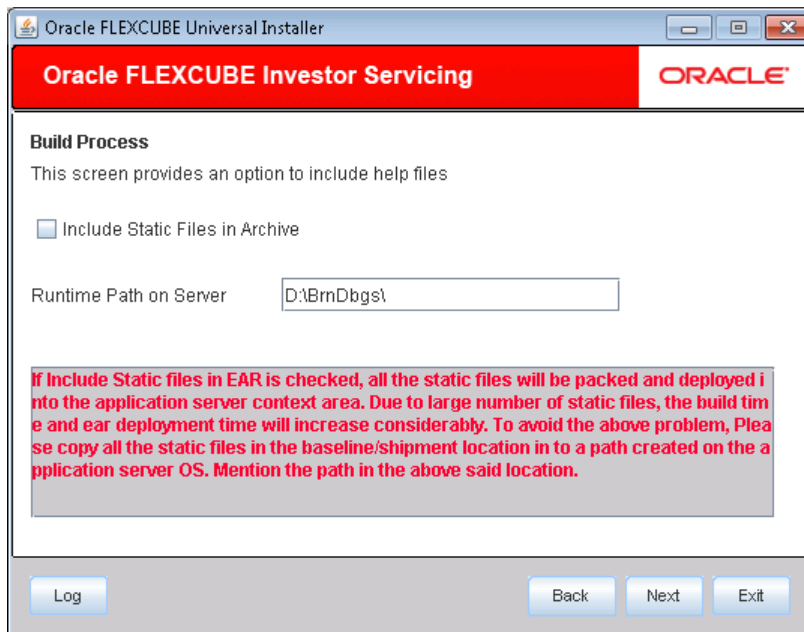 Oracle FLEXCUBE Universal Installer
Oracle FLEXCUBE Investor Servicing
ORACLE
Build Process
This screen provides an option to include help files
Include Static Files in Archive
Runtime Path on Server
D:\BrnDbgs\
If Include Static files in EAR is checked, all the static files will be packed and deployed i
nto the application server context area. Due to large number of static files, the build tim
e and ear deployment time will increase considerably. To avoid the above problem, Plea
se copy all the static files in the baseline/shipment location in to a path created on the a
pplication server OS. Mention the path in the above said location.
Log
Back
Next
Exit